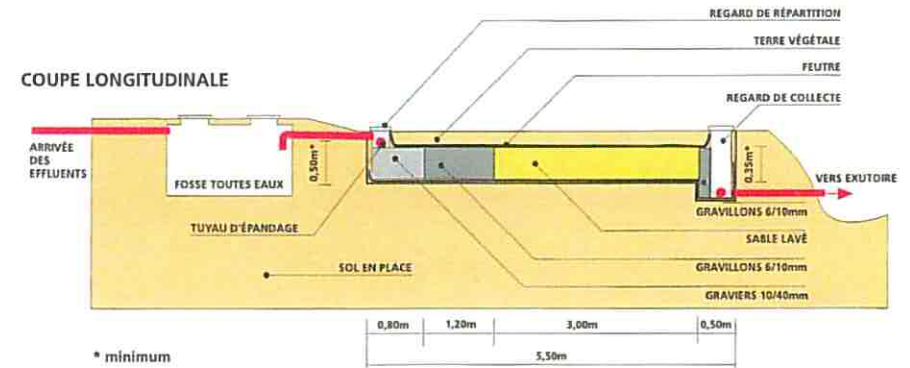 REGARD DE RÉPARTITION
TERRE VÉGÉTALE
FEUTRE
COUPE LONGITUDINALE
REGARD DE COLLECTE
ARRIVÉE
DES
EFFLUENTS
FOSSE TOUTES EAUX
0,50m*
0,35m*
VERS EXUTOIRE
TUYAU D'ÉPANDAGE
GRAVILLONS 6/10mm
SABLE LAVÉ
SOL EN PLACE
GRAVILLONS 6/10mm
GRAVIERS 10/40mm
0,80m
1,20m
3,00m
0,50m
* minimum
5,50m